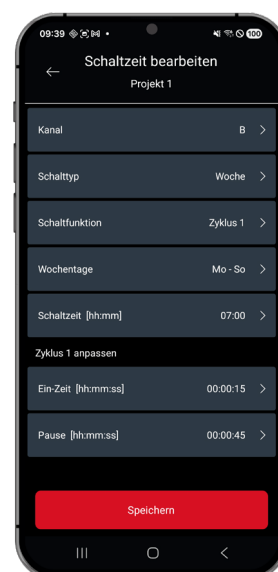 09:39
100
Schaltzeit bearbeiten
Projekt 1
Kanal B
Schalttyp Woche
Schaltfunktion Zyklus 1
Wochentage Mo - So
Schaltzeit [hh:mm] 07:00
Zyklus 1 anpassen
Ein-Zeit [hh:mm:ss] 00:00:15
Pause [hh:mm:ss] 00:00:45
Speichern